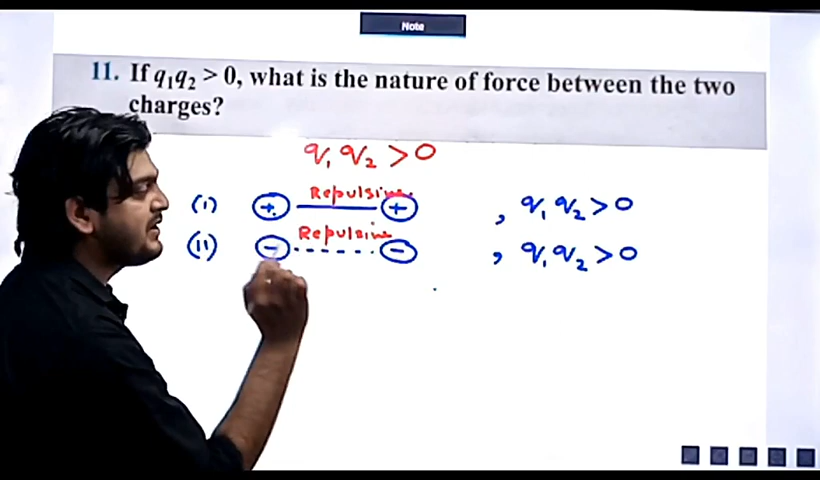 Note
11. If q₁q₂ > 0, what is the nature of force between the two
charges?
q₁ q₂ > 0
(i) + Repulsive + , q₁ q₂ > 0
(ii) - Repulsive - , q₁ q₂ > 0